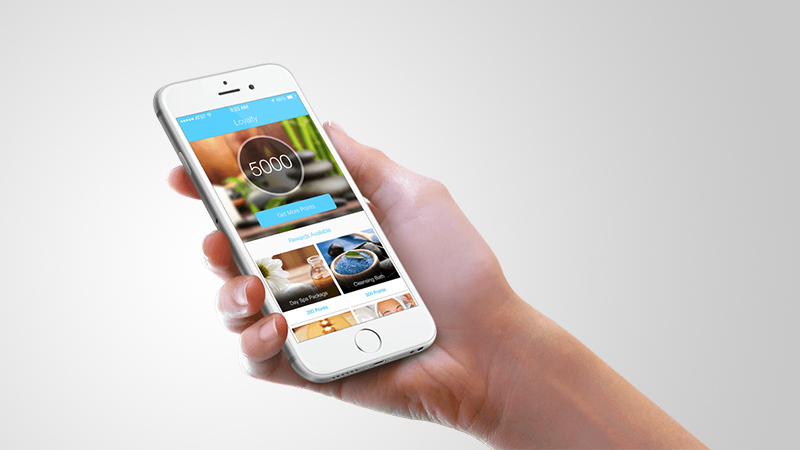 AT&T
9:53 AM
Loyalty
5000
Get More Points
Rewards Available
Day Spa Package
Cleansing Bath
200 Points
300 Points